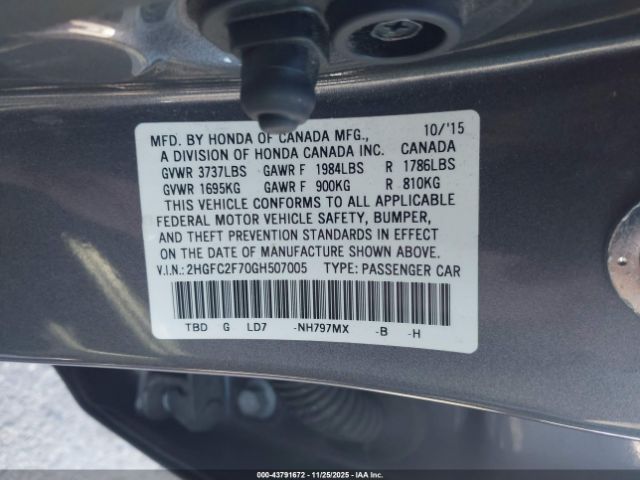 MFD. BY HONDA OF CANADA MFG., 10/'15
A DIVISION OF HONDA CANADA INC. CANADA
GVWR 3737LBS GAWR F 1984LBS R 1786LBS
GVWR 1695KG GAWR F 900KG R 810KG
THIS VEHICLE CONFORMS TO ALL APPLICABLE
FEDERAL MOTOR VEHICLE SAFETY, BUMPER,
AND THEFT PREVENTION STANDARDS IN EFFECT
ON THE DATE OF MANUFACTURE SHOWN ABOVE.
V.I.N.: 2HGFC2F70GH507005 TYPE: PASSENGER CAR
TBD G LD7 -NH797MX -B -H
000-43791672 - 11/25/2025 - IAA Inc.